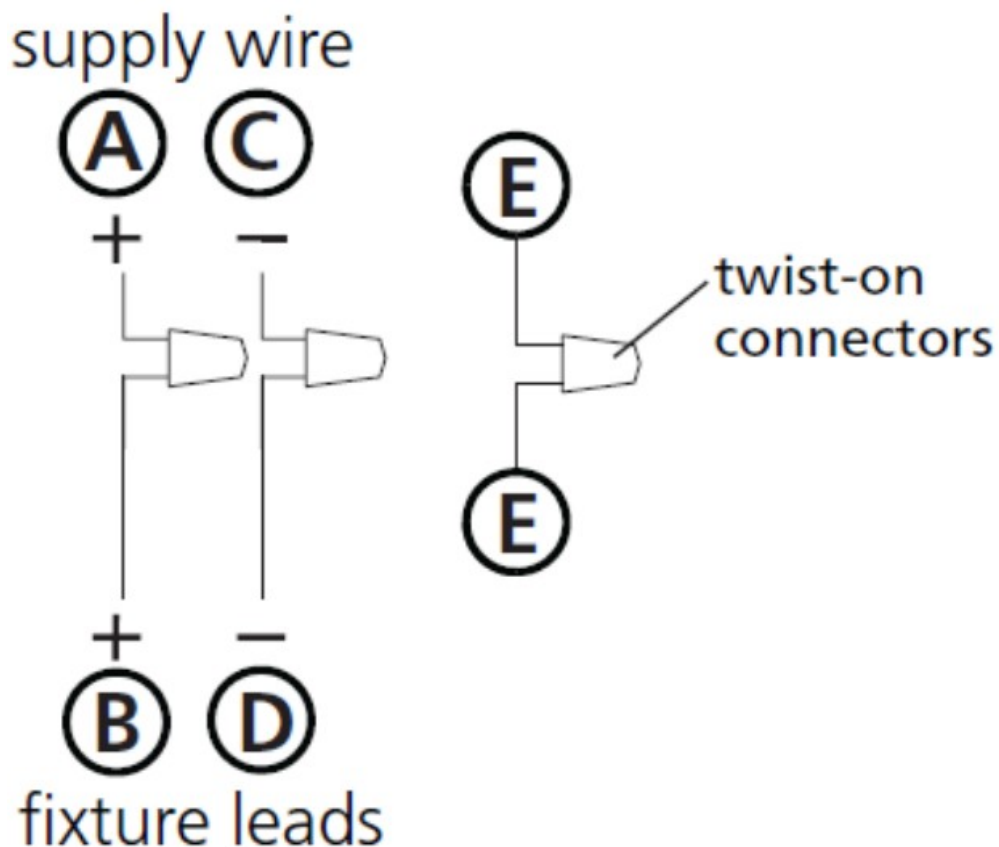 supply wire
A C
+ −
E
twist-on
connectors
E
+ −
B D
fixture leads